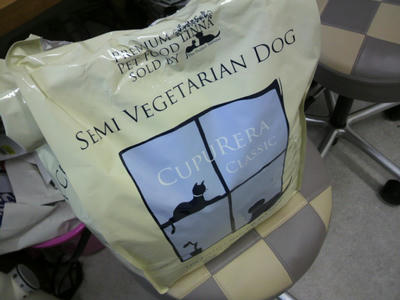 PREMIUM
PET FOOD LINNA
SOLD BY
SEMI VEGETARIAN DOG
CUPURERA
CLASSIC